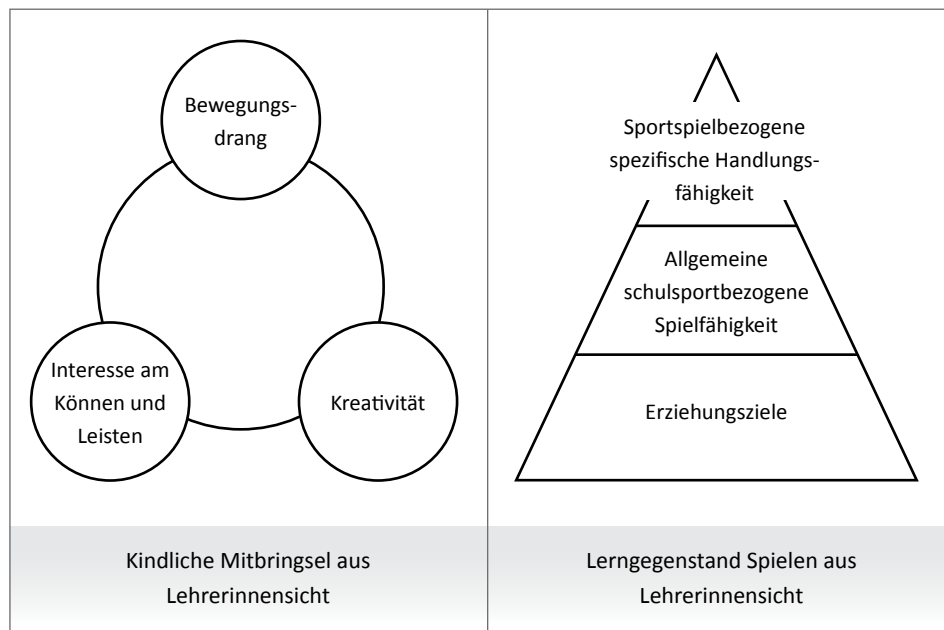 Bewegungs-
drang
Interesse am
Können und
Leisten
Kreativität
Kindliche Mitbringsel aus
Lehrerinnensicht
Sportspielbezogene
spezifische Handlungs-
fähigkeit
Allgemeine
schulsportbezogene
Spielfähigkeit
Erziehungsziele
Lerngegenstand Spielen aus
Lehrerinnensicht